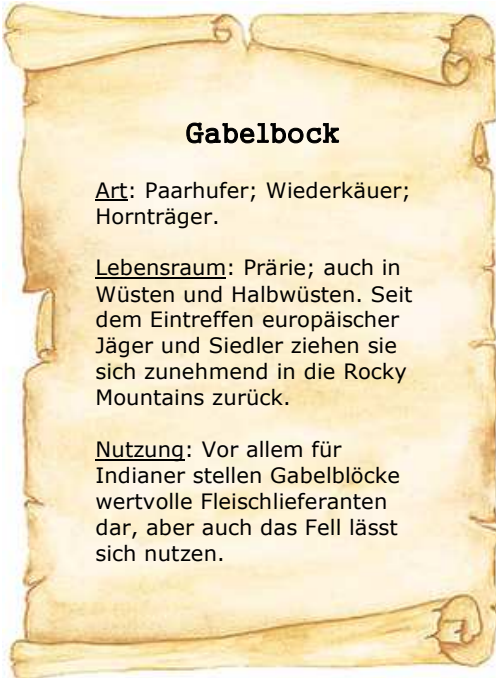 Gabelbock
Art: Paarhufer; Wiederkäuer;
Hornträger.
Lebensraum: Prärie; auch in
Wüsten und Halbwüsten. Seit
dem Eintreffen europäischer
Jäger und Siedler ziehen sie
sich zunehmend in die Rocky
Mountains zurück.
Nutzung: Vor allem für
Indianer stellen Gabelblöcke
wertvolle Fleischlieferanten
dar, aber auch das Fell lässt
sich nutzen.